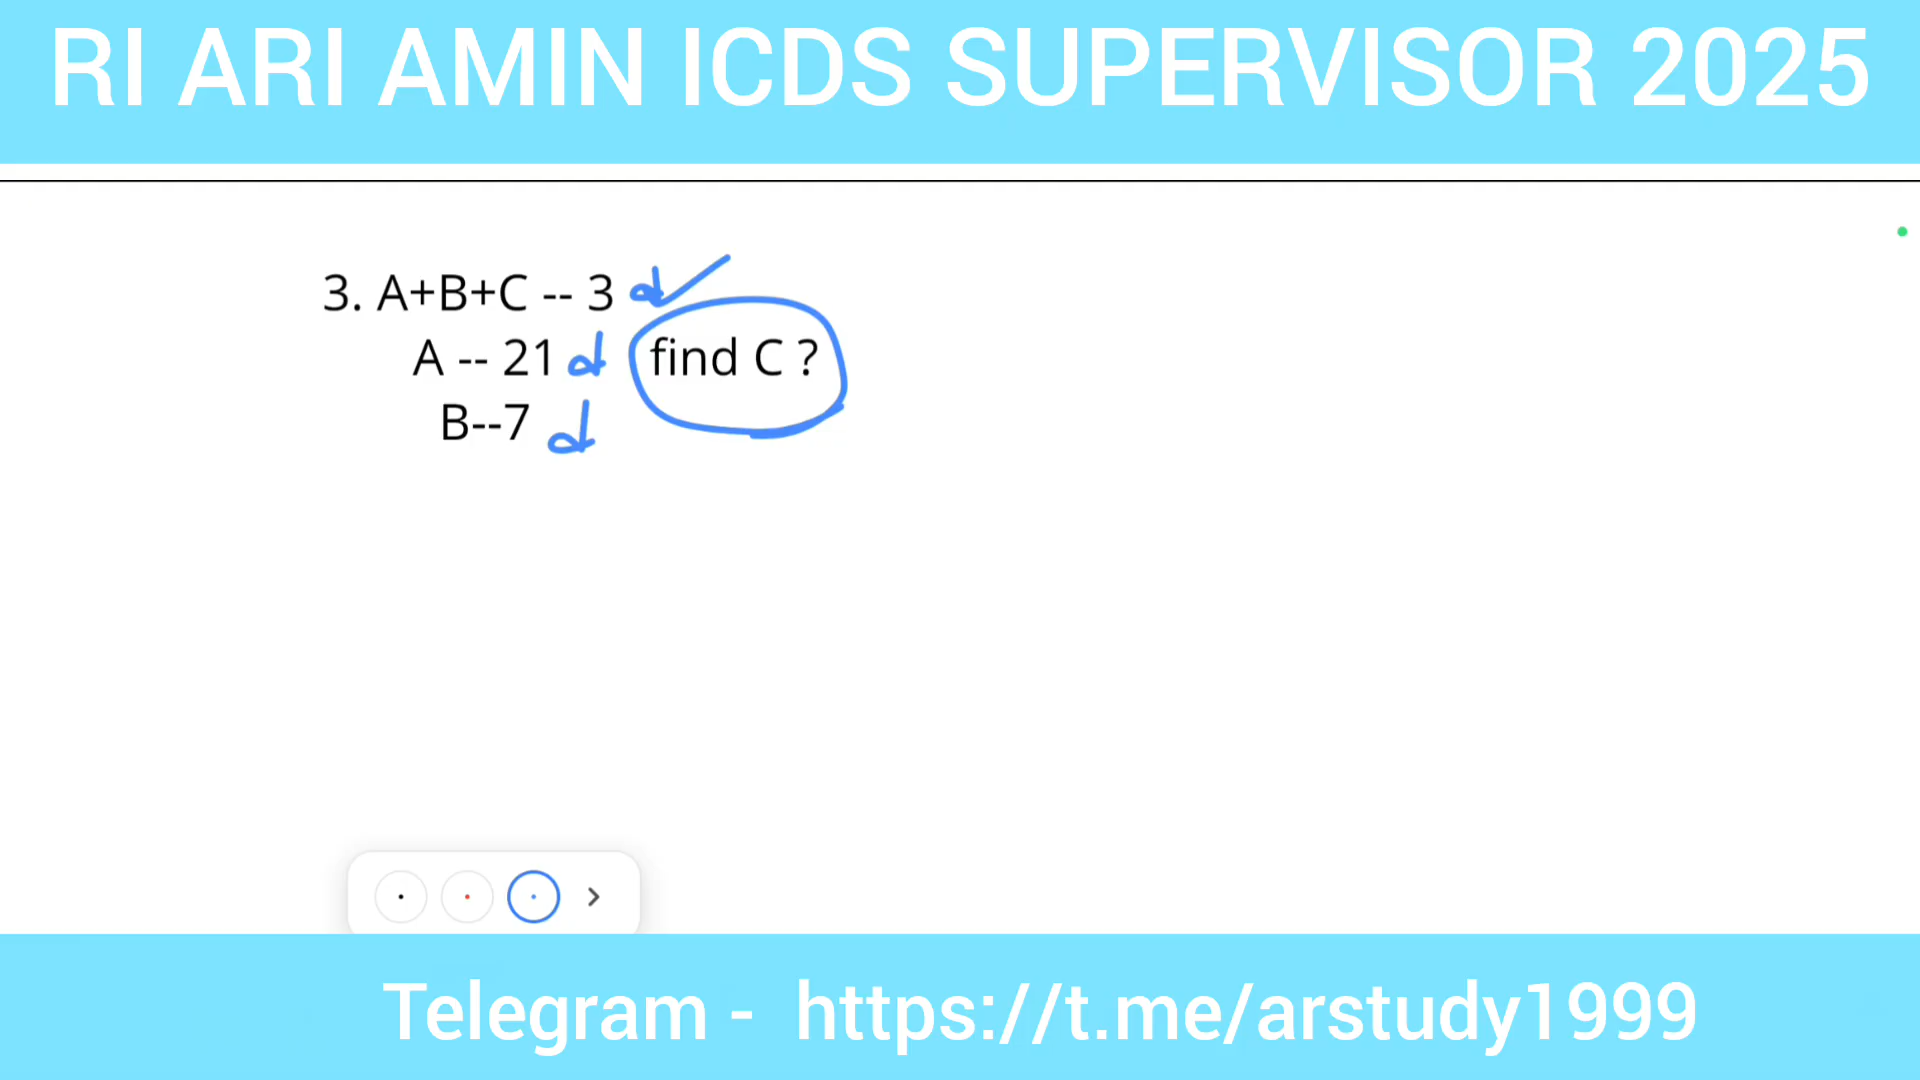 RI ARI AMIN ICDS SUPERVISOR 2025
3. A+B+C -- 3 d
A -- 21 d find C ?
B--7 d
Telegram - https://t.me/arstudy1999